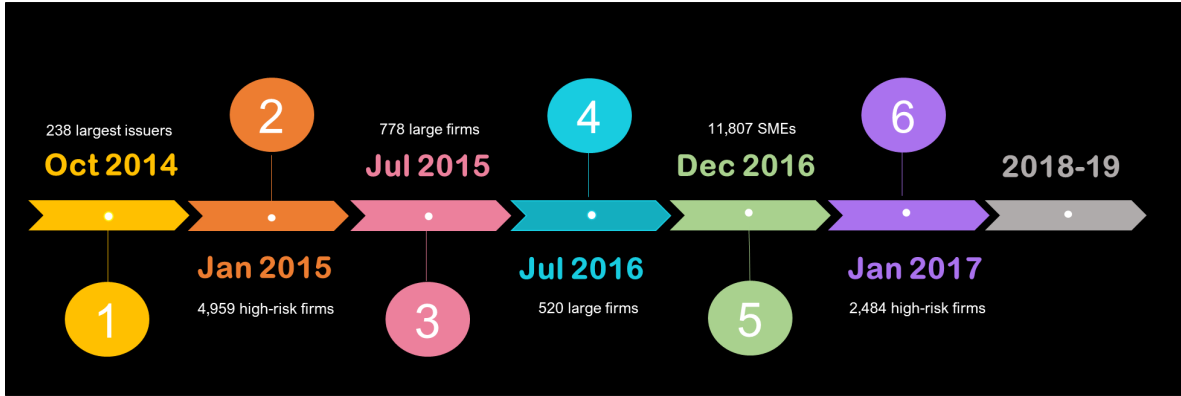 1
238 largest issuers
Oct 2014
2
Jan 2015
4,959 high-risk firms
3
778 large firms
Jul 2015
4
Jul 2016
520 large firms
5
11,807 SMEs
Dec 2016
6
Jan 2017
2,484 high-risk firms
2018-19